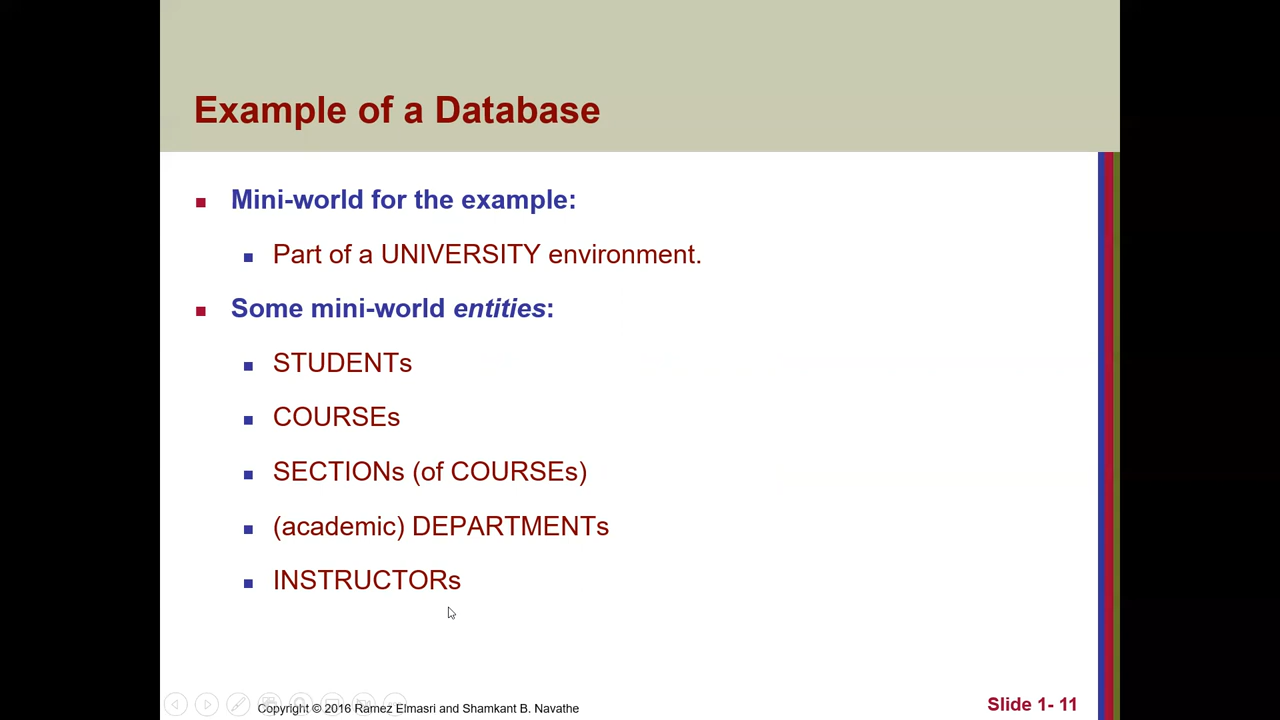 Example of a Database
Mini-world for the example:
Part of a UNIVERSITY environment.
Some mini-world entities:
STUDENTs
COURSEs
SECTIONs (of COURSEs)
(academic) DEPARTMENTs
INSTRUCTORs
Copyright © 2016 Ramez Elmasri and Shamkant B. Navathe
Slide 1- 11